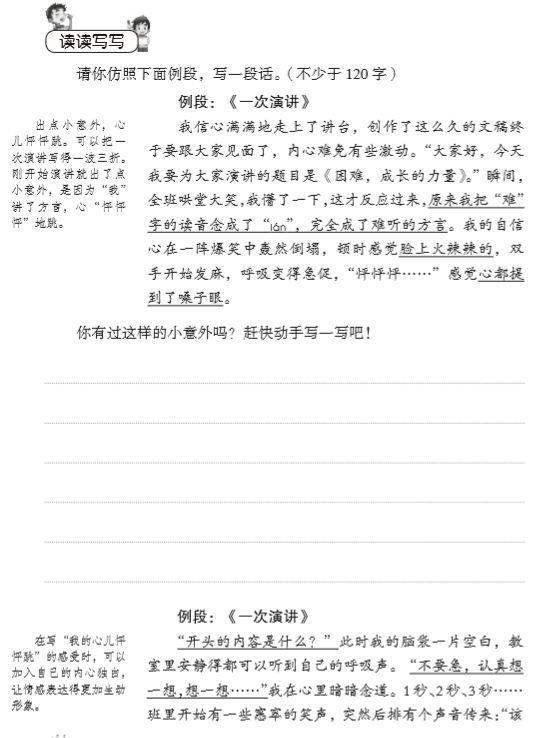 读读写写
请你仿照下面例段，写一段话。（不少于 120 字）
例段：《一次演讲》
出点小意外，心
儿怦怦跳。可以把一
次演讲写得一波三折。
刚开始演讲就出了点
小意外，是因为“我”
讲了方言，心“怦怦
怦”地跳。
我信心满满地走上了讲台，创作了这么久的文稿终
于要跟大家见面了，内心难免有些激动。“大家好，今天
我要为大家演讲的题目是《困难，成长的力量》。”瞬间，
全班哄堂大笑，我懵了一下，这才反应过来，原来我把“难”
字的读音念成了“lán”，完全成了难听的方言。我的自信
心在一阵爆笑中轰然倒塌，顿时感觉脸上火辣辣的，双
手开始发麻，呼吸变得急促，“怦怦怦……”感觉心都提
到了嗓子眼。
你有过这样的小意外吗？赶快动手写一写吧！
例段：《一次演讲》
在写“我的心儿怦
怦跳”的感受时，可以
加入自己的内心独白，
让情感表达得更加生动
形象。
“开头的内容是什么？”此时我的脑袋一片空白，教
室里安静得都可以听到自己的呼吸声。“不要急，认真想
一想，想一想……”我在心里暗暗念道。1秒、2秒、3秒……
班里开始有一些窸窣的笑声，突然后排有个声音传来：“该